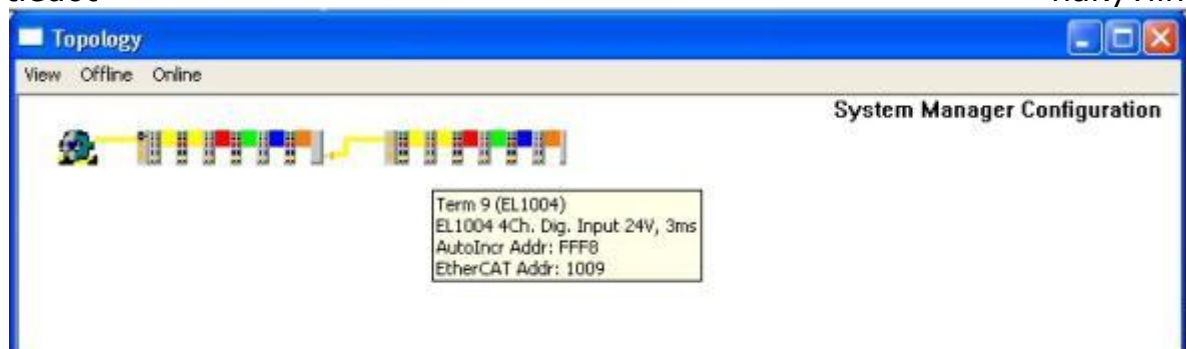 Topology
View Offline Online
System Manager Configuration
Term 9 (EL1004)
EL1004 4Ch. Dig. Input 24V, 3ms
AutoIncr Addr: FFF8
EtherCAT Addr: 1009